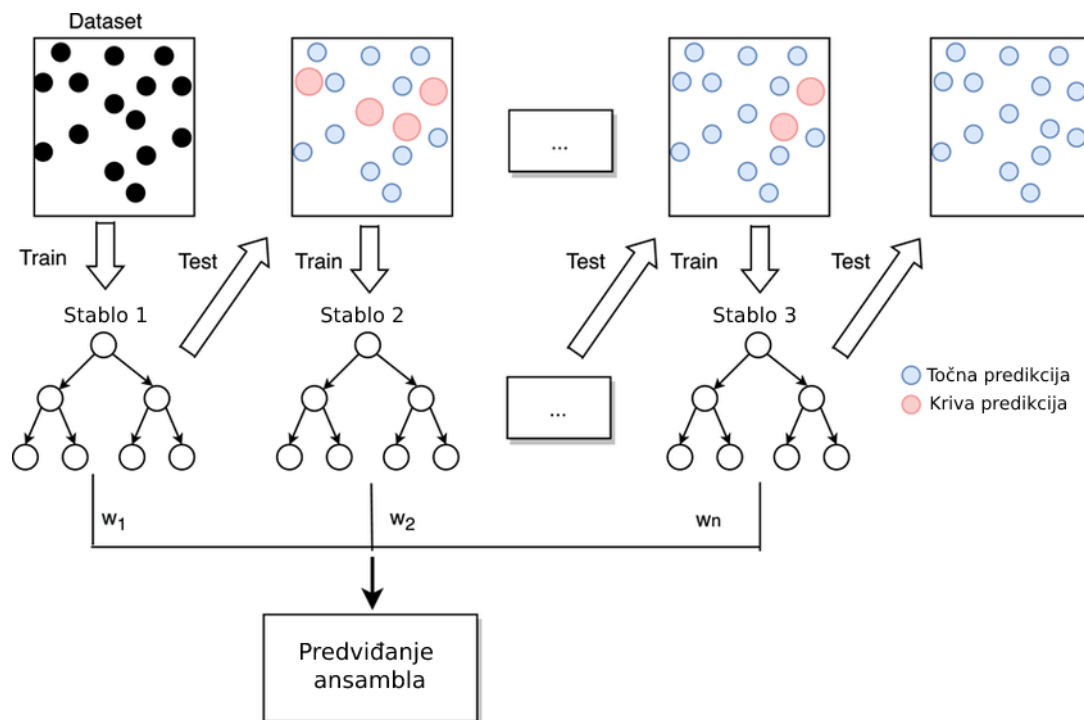 Dataset
...
Train
Test
Train
Test
Train
Test
Stablo 1
Stablo 2
Stablo 3
Točna predikcija
Kriva predikcija
...
w1
w2
wn
Predviđanje
ansambla